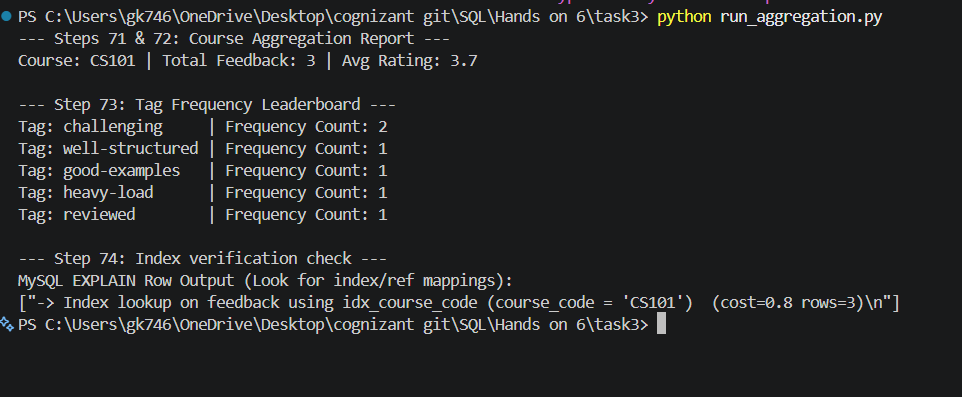 PS C:\Users\gk746\OneDrive\Desktop\cognizant git\SQL\Hands on 6\task3> python run_aggregation.py
--- Steps 71 & 72: Course Aggregation Report ---
Course: CS101 | Total Feedback: 3 | Avg Rating: 3.7
--- Step 73: Tag Frequency Leaderboard ---
Tag: challenging     | Frequency Count: 2
Tag: well-structured | Frequency Count: 1
Tag: good-examples   | Frequency Count: 1
Tag: heavy-load      | Frequency Count: 1
Tag: reviewed        | Frequency Count: 1
--- Step 74: Index verification check ---
MySQL EXPLAIN Row Output (Look for index/ref mappings):
["-> Index lookup on feedback using idx_course_code (course_code = 'CS101')  (cost=0.8 rows=3)\n"]
PS C:\Users\gk746\OneDrive\Desktop\cognizant git\SQL\Hands on 6\task3>